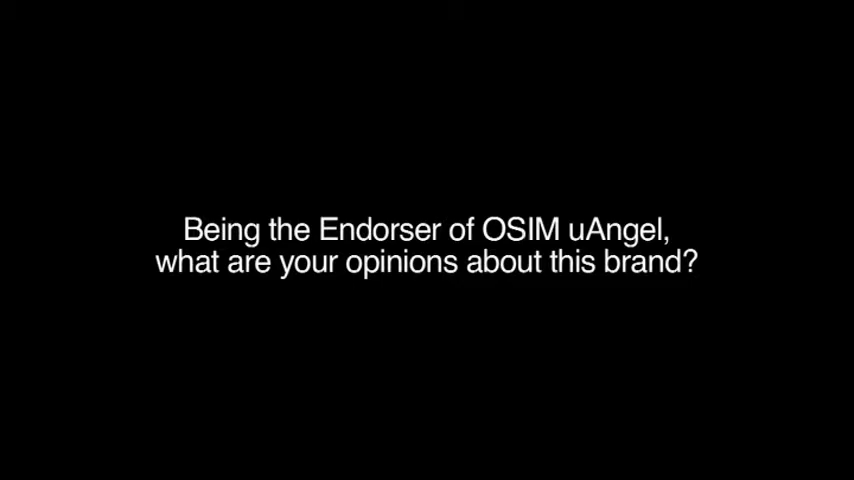 Being the Endorser of OSIM uAngel,
what are your opinions about this brand?